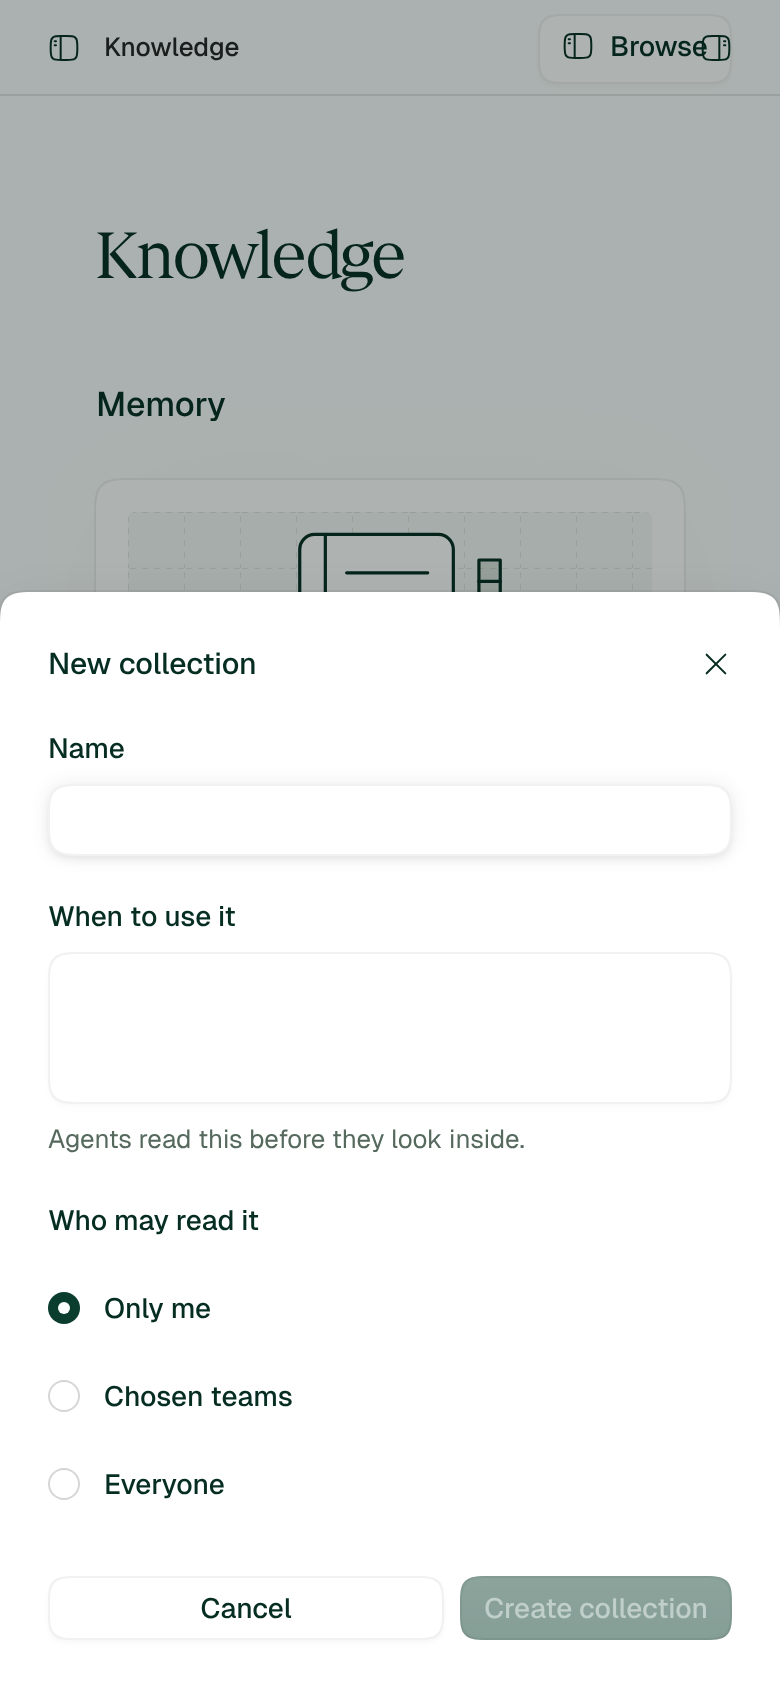 Knowledge
Browse
Knowledge
Memory
New collection
Name
When to use it
Agents read this before they look inside.
Who may read it
Only me
Chosen teams
Everyone
Cancel
Create collection